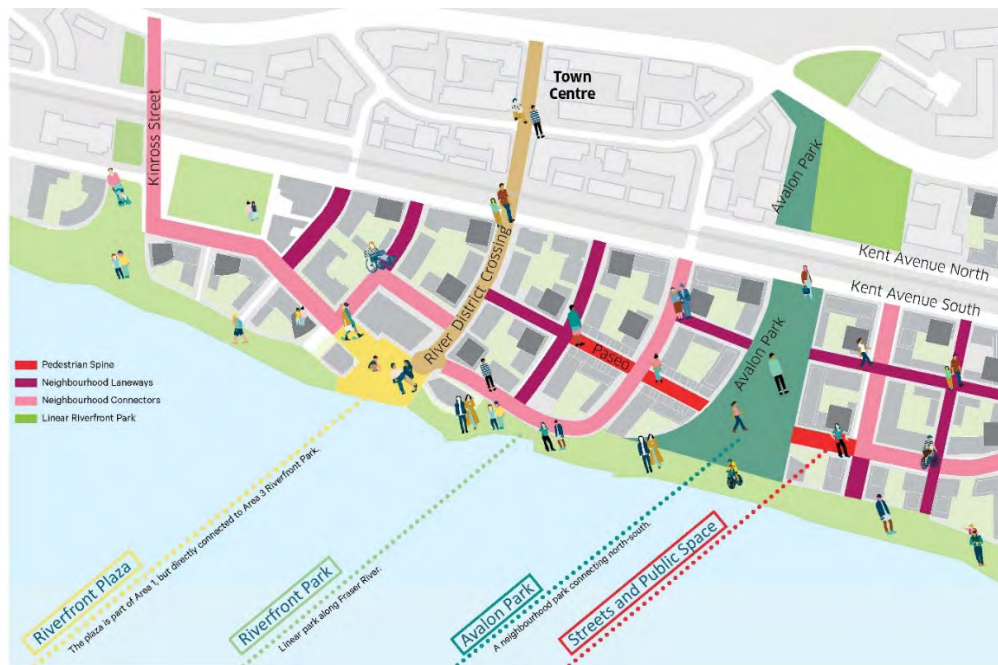 Town
Centre
Kinross Street
Avalon Park
Kent Avenue North
Kent Avenue South
River District Crossing
Paseo
Avalon Park
Pedestrian Spine
Neighbourhood Laneways
Neighbourhood Connectors
Linear Riverfront Park
Riverfront Plaza
The plaza is part of Area 1, but directly connected to Area 3 Riverfront Park.
Riverfront Park
Linear park along Fraser River.
Avalon Park
A neighbourhood park connecting north-south.
Streets and Public Space